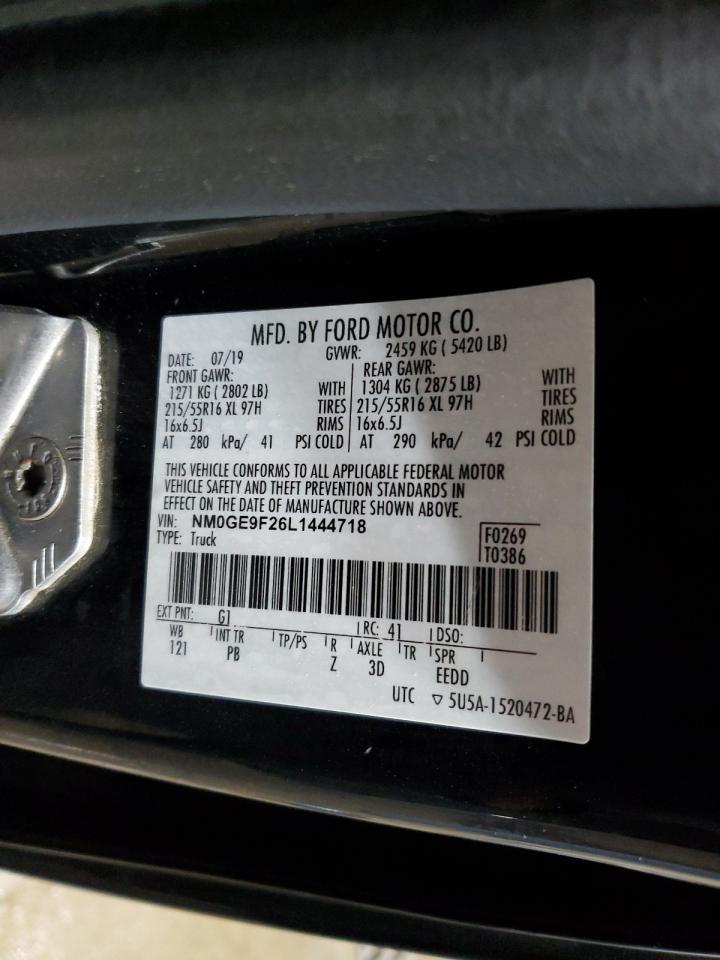 MFD. BY FORD MOTOR CO.
DATE: 07/19 GVWR: 2459 KG ( 5420 LB)
FRONT GAWR: REAR GAWR:
1271 KG ( 2802 LB) WITH 1304 KG ( 2875 LB) WITH
215/55R16 XL 97H TIRES 215/55R16 XL 97H TIRES
16x6.5J RIMS 16x6.5J RIMS
AT 280 kPa/ 41 PSI COLD AT 290 kPa/ 42 PSI COLD
THIS VEHICLE CONFORMS TO ALL APPLICABLE FEDERAL MOTOR
VEHICLE SAFETY AND THEFT PREVENTION STANDARDS IN
EFFECT ON THE DATE OF MANUFACTURE SHOWN ABOVE.
VIN: NM0GE9F26L1444718 F0269
TYPE: Truck T0386
EXT PNT: G1 RC: 41 DSO:
WB INT TR TP/PS R AXLE TR SPR
121 PB Z 3D EEDD
UTC ▽ 5U5A-1520472-BA